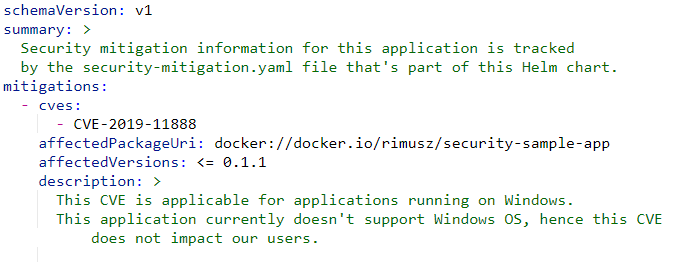 schemaVersion: v1
summary: >
  Security mitigation information for this application is tracked
  by the security-mitigation.yaml file that's part of this Helm chart.
mitigations:
  - cves:
      - CVE-2019-11888
    affectedPackageUri: docker://docker.io/rimusz/security-sample-app
    affectedVersions: <= 0.1.1
    description: >
      This CVE is applicable for applications running on Windows.
      This application currently doesn't support Windows OS, hence this CVE
          does not impact our users.